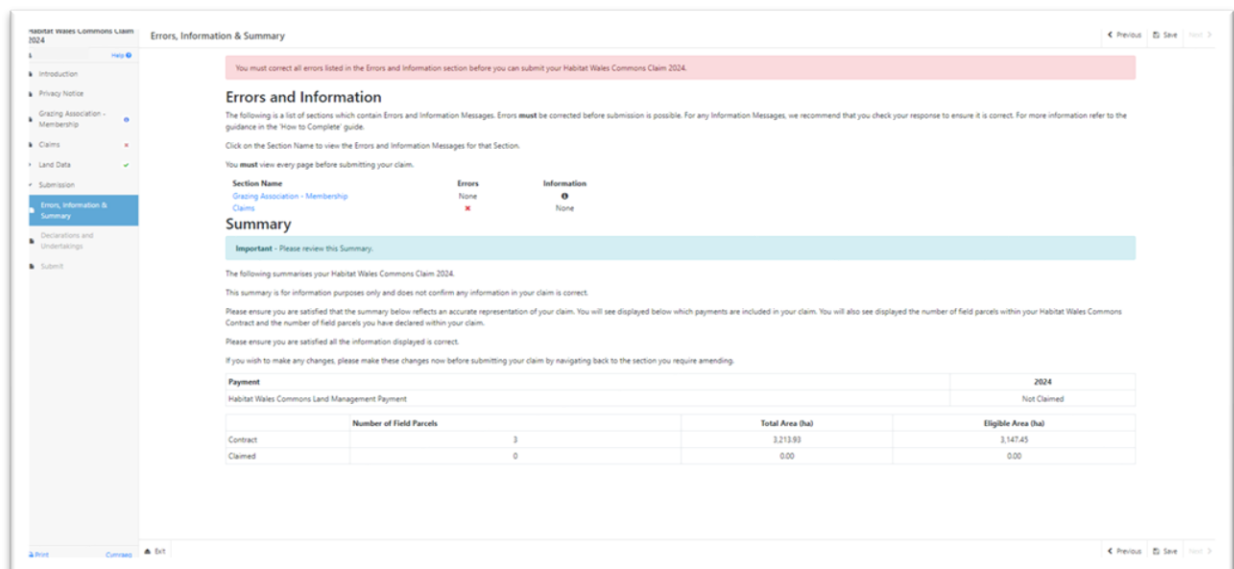 Habitat Wales Commons Claim
2024
Errors, Information & Summary
Previous Save Next
Help
Introduction
Privacy Notice
Grazing Association -
Membership
Claims
Land Data
Submission
Errors, Information &
Summary
Declarations and
Undertakings
Submit
You must correct all errors listed in the Errors and Information section before you can submit your Habitat Wales Commons Claim 2024.
Errors and Information
The following is a list of sections which contain Errors and Information Messages. Errors must be corrected before submission is possible. For any Information Messages, we recommend that you check your response to ensure it is correct. For more information refer to the
guidance in the 'How to Complete' guide.
Click on the Section Name to view the Errors and Information Messages for that Section.
You must view every page before submitting your claim.
Section Name Errors Information
Grazing Association - Membership None
Claims None
Summary
Important - Please review this Summary.
The following summarises your Habitat Wales Commons Claim 2024.
This summary is for information purposes only and does not confirm any information in your claim is correct.
Please ensure you are satisfied that the summary below reflects an accurate representation of your claim. You will see displayed below which payments are included in your claim. You will also see displayed the number of field parcels within your Habitat Wales Commons
Contract and the number of field parcels you have declared within your claim.
Please ensure you are satisfied all the information displayed is correct.
If you wish to make any changes, please make these changes now before submitting your claim by navigating back to the section you require amending.
Payment 2024
Habitat Wales Commons Land Management Payment Not Claimed
Number of Field Parcels Total Area (ha) Eligible Area (ha)
Contract 3 3,213.93 3,147.45
Claimed 0 0.00 0.00
Print Cymraeg Exit Previous Save Next